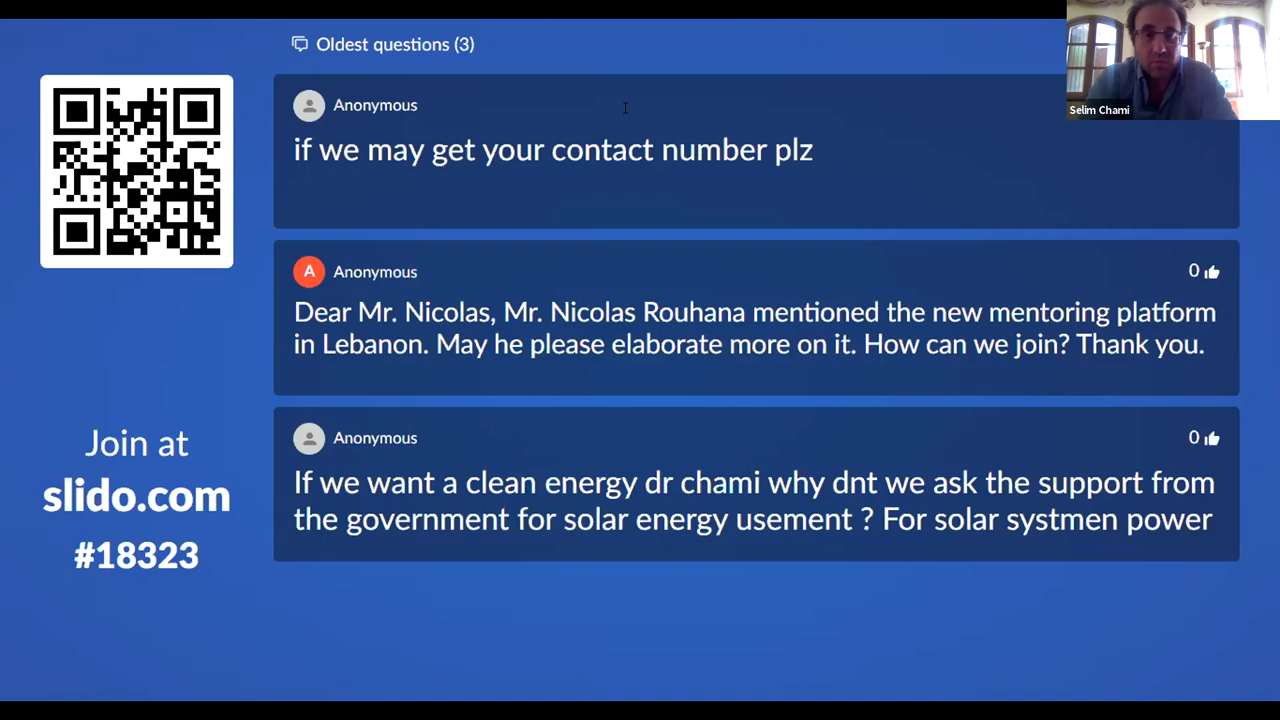 Oldest questions (3)
Anonymous
if we may get your contact number plz
A
Anonymous
0
Dear Mr. Nicolas, Mr. Nicolas Rouhana mentioned the new mentoring platform
in Lebanon. May he please elaborate more on it. How can we join? Thank you.
Anonymous
0
If we want a clean energy dr chami why dnt we ask the support from
the government for solar energy usement ? For solar systmen power
Join at
slido.com
#18323
Selim Chami